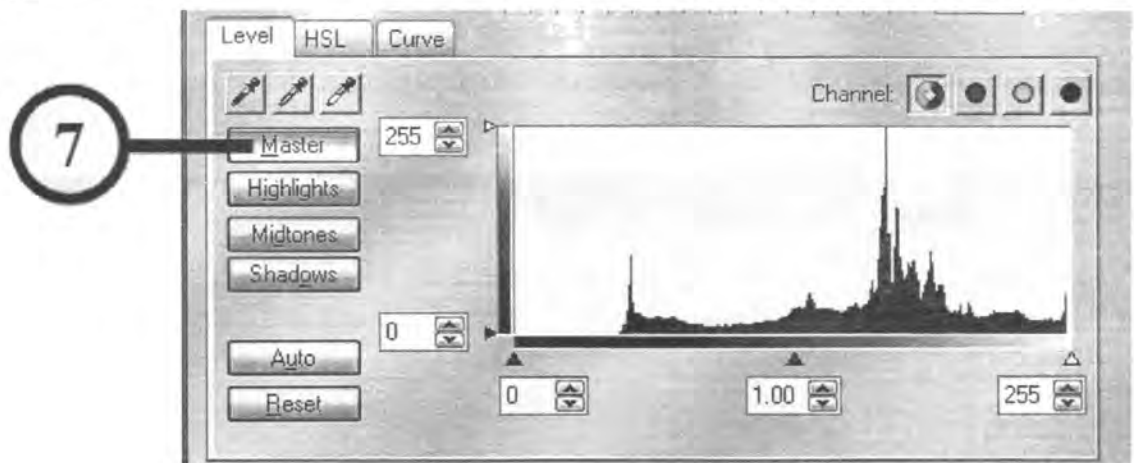 Level HSL Curve
Channel:
7
Master 255
Highlights
Midtones
Shadows
0
Auto
Reset 0 1.00 255